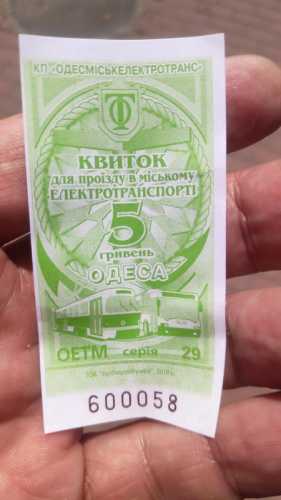 КП «ОДЕСМІСЬКЕЛЕКТРОТРАНС»
КВИТОК
для проїзду в міському
ЕЛЕКТРОТРАНСПОРТІ
5
гривень
ОДЕСА
ОЕТМ серія 29
600058